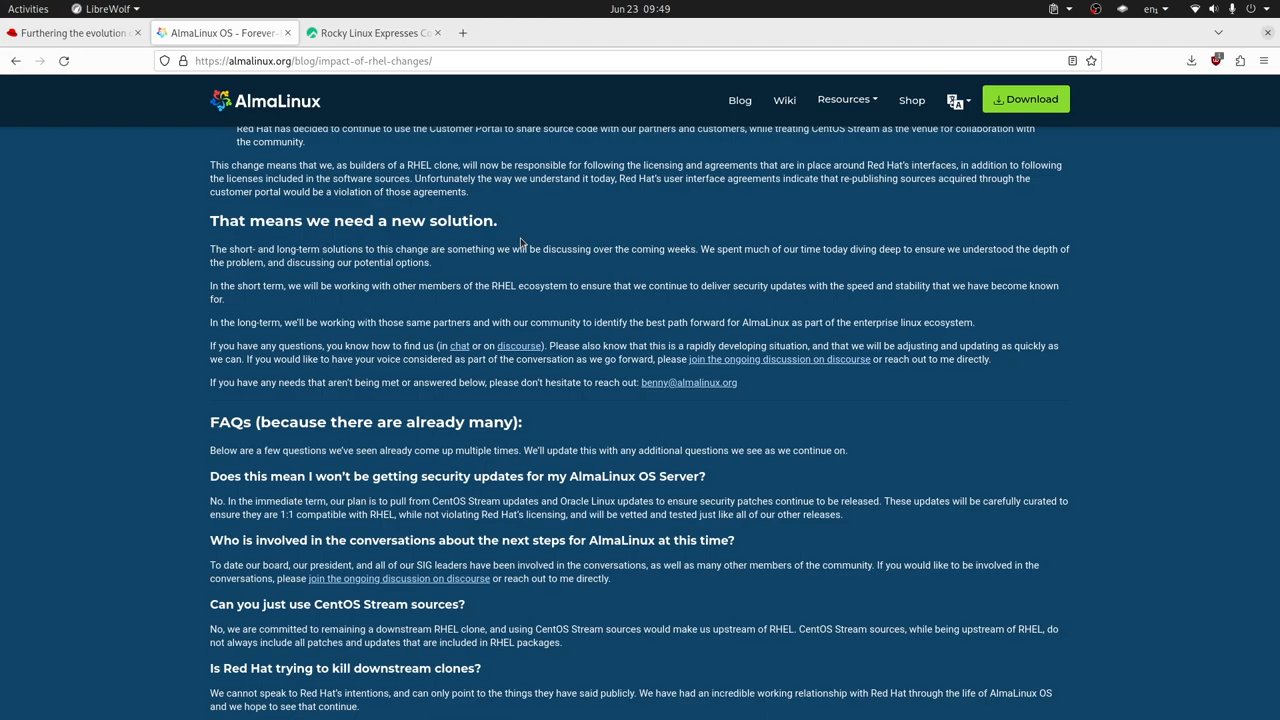 Activities
LibreWolf
Jun 23 09:49
en₁
Furthering the evolution o
AlmaLinux OS - Forever-F
Rocky Linux Expresses Co
https://almalinux.org/blog/impact-of-rhel-changes/
1
AlmaLinux
Blog
Wiki
Resources
Shop
Download
Red Hat has decided to continue to use the Customer Portal to share source code with our partners and customers, while treating CentOS Stream as the venue for collaboration with
the community.
This change means that we, as builders of a RHEL clone, will now be responsible for following the licensing and agreements that are in place around Red Hat's interfaces, in addition to following
the licenses included in the software sources. Unfortunately the way we understand it today, Red Hat's user interface agreements indicate that re-publishing sources acquired through the
customer portal would be a violation of those agreements.
That means we need a new solution.
The short- and long-term solutions to this change are something we will be discussing over the coming weeks. We spent much of our time today diving deep to ensure we understood the depth of
the problem, and discussing our potential options.
In the short term, we will be working with other members of the RHEL ecosystem to ensure that we continue to deliver security updates with the speed and stability that we have become known
for.
In the long-term, we'll be working with those same partners and with our community to identify the best path forward for AlmaLinux as part of the enterprise linux ecosystem.
If you have any questions, you know how to find us (in chat or on discourse). Please also know that this is a rapidly developing situation, and that we will be adjusting and updating as quickly as
we can. If you would like to have your voice considered as part of the conversation as we go forward, please join the ongoing discussion on discourse or reach out to me directly.
If you have any needs that aren't being met or answered below, please don't hesitate to reach out: benny@almalinux.org
FAQs (because there are already many):
Below are a few questions we've seen already come up multiple times. We'll update this with any additional questions we see as we continue on.
Does this mean I won't be getting security updates for my AlmaLinux OS Server?
No. In the immediate term, our plan is to pull from CentOS Stream updates and Oracle Linux updates to ensure security patches continue to be released. These updates will be carefully curated to
ensure they are 1:1 compatible with RHEL, while not violating Red Hat's licensing, and will be vetted and tested just like all of our other releases.
Who is involved in the conversations about the next steps for AlmaLinux at this time?
To date our board, our president, and all of our SIG leaders have been involved in the conversations, as well as many other members of the community. If you would like to be involved in the
conversations, please join the ongoing discussion on discourse or reach out to me directly.
Can you just use CentOS Stream sources?
No, we are committed to remaining a downstream RHEL clone, and using CentOS Stream sources would make us upstream of RHEL. CentOS Stream sources, while being upstream of RHEL, do
not always include all patches and updates that are included in RHEL packages.
Is Red Hat trying to kill downstream clones?
We cannot speak to Red Hat's intentions, and can only point to the things they have said publicly. We have had an incredible working relationship with Red Hat through the life of AlmaLinux OS
and we hope to see that continue.